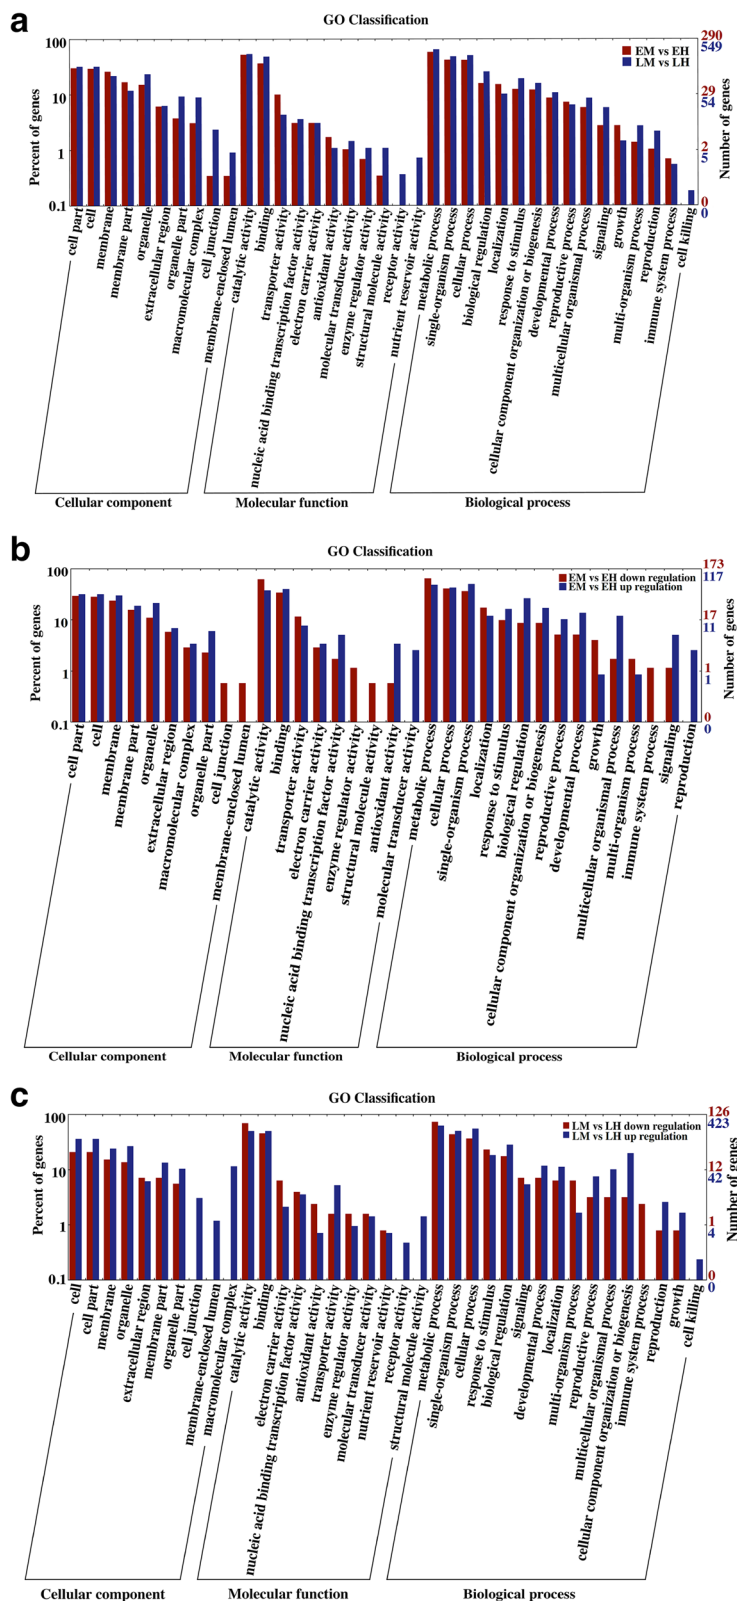 a
GO Classification
Percent of genes
100
10
1
0.1
EM vs EH
LM vs LH
290
549
29
54
2
5
0
0
Number of genes
cell part
cell
membrane
membrane part
organelle
extracellular region
organelle part
macromolecular complex
cell junction
membrane-enclosed lumen
catalytic activity
binding
transporter activity
nucleic acid binding transcription factor activity
electron carrier activity
antioxidant activity
molecular transducer activity
enzyme regulator activity
structural molecule activity
receptor activity
nutrient reservoir activity
metabolic process
single-organism process
cellular process
biological regulation
localization
response to stimulus
cellular component organization or biogenesis
developmental process
reproductive process
multicellular organismal process
signaling
growth
multi-organism process
reproduction
immune system process
cell killing
Cellular component
Molecular function
Biological process
b
GO Classification
Percent of genes
100
10
1
0.1
EM vs EH down regulation
EM vs EH up regulation
173
117
17
11
1
1
0
0
Number of genes
cell part
cell
membrane
membrane part
organelle
extracellular region
macromolecular complex
organelle part
cell junction
membrane-enclosed lumen
catalytic activity
binding
transporter activity
electron carrier activity
nucleic acid binding transcription factor activity
enzyme regulator activity
structural molecule activity
antioxidant activity
molecular transducer activity
metabolic process
cellular process
single-organism process
localization
response to stimulus
biological regulation
cellular component organization or biogenesis
reproductive process
developmental process
growth
multicellular organismal process
multi-organism process
immune system process
signaling
reproduction
Cellular component
Molecular function
Biological process
c
GO Classification
Percent of genes
100
10
1
0.1
LM vs LH down regulation
LM vs LH up regulation
126
423
12
42
1
4
0
0
Number of genes
cell
cell part
membrane
organelle
extracellular region
membrane part
organelle part
cell junction
membrane-enclosed lumen
macromolecular complex
catalytic activity
binding
electron carrier activity
nucleic acid binding transcription factor activity
antioxidant activity
transporter activity
enzyme regulator activity
molecular transducer activity
nutrient reservoir activity
receptor activity
structural molecule activity
metabolic process
single-organism process
cellular process
response to stimulus
biological regulation
signaling
developmental process
localization
multi-organism process
reproductive process
multicellular organismal process
cellular component organization or biogenesis
immune system process
reproduction
growth
cell killing
Cellular component
Molecular function
Biological process